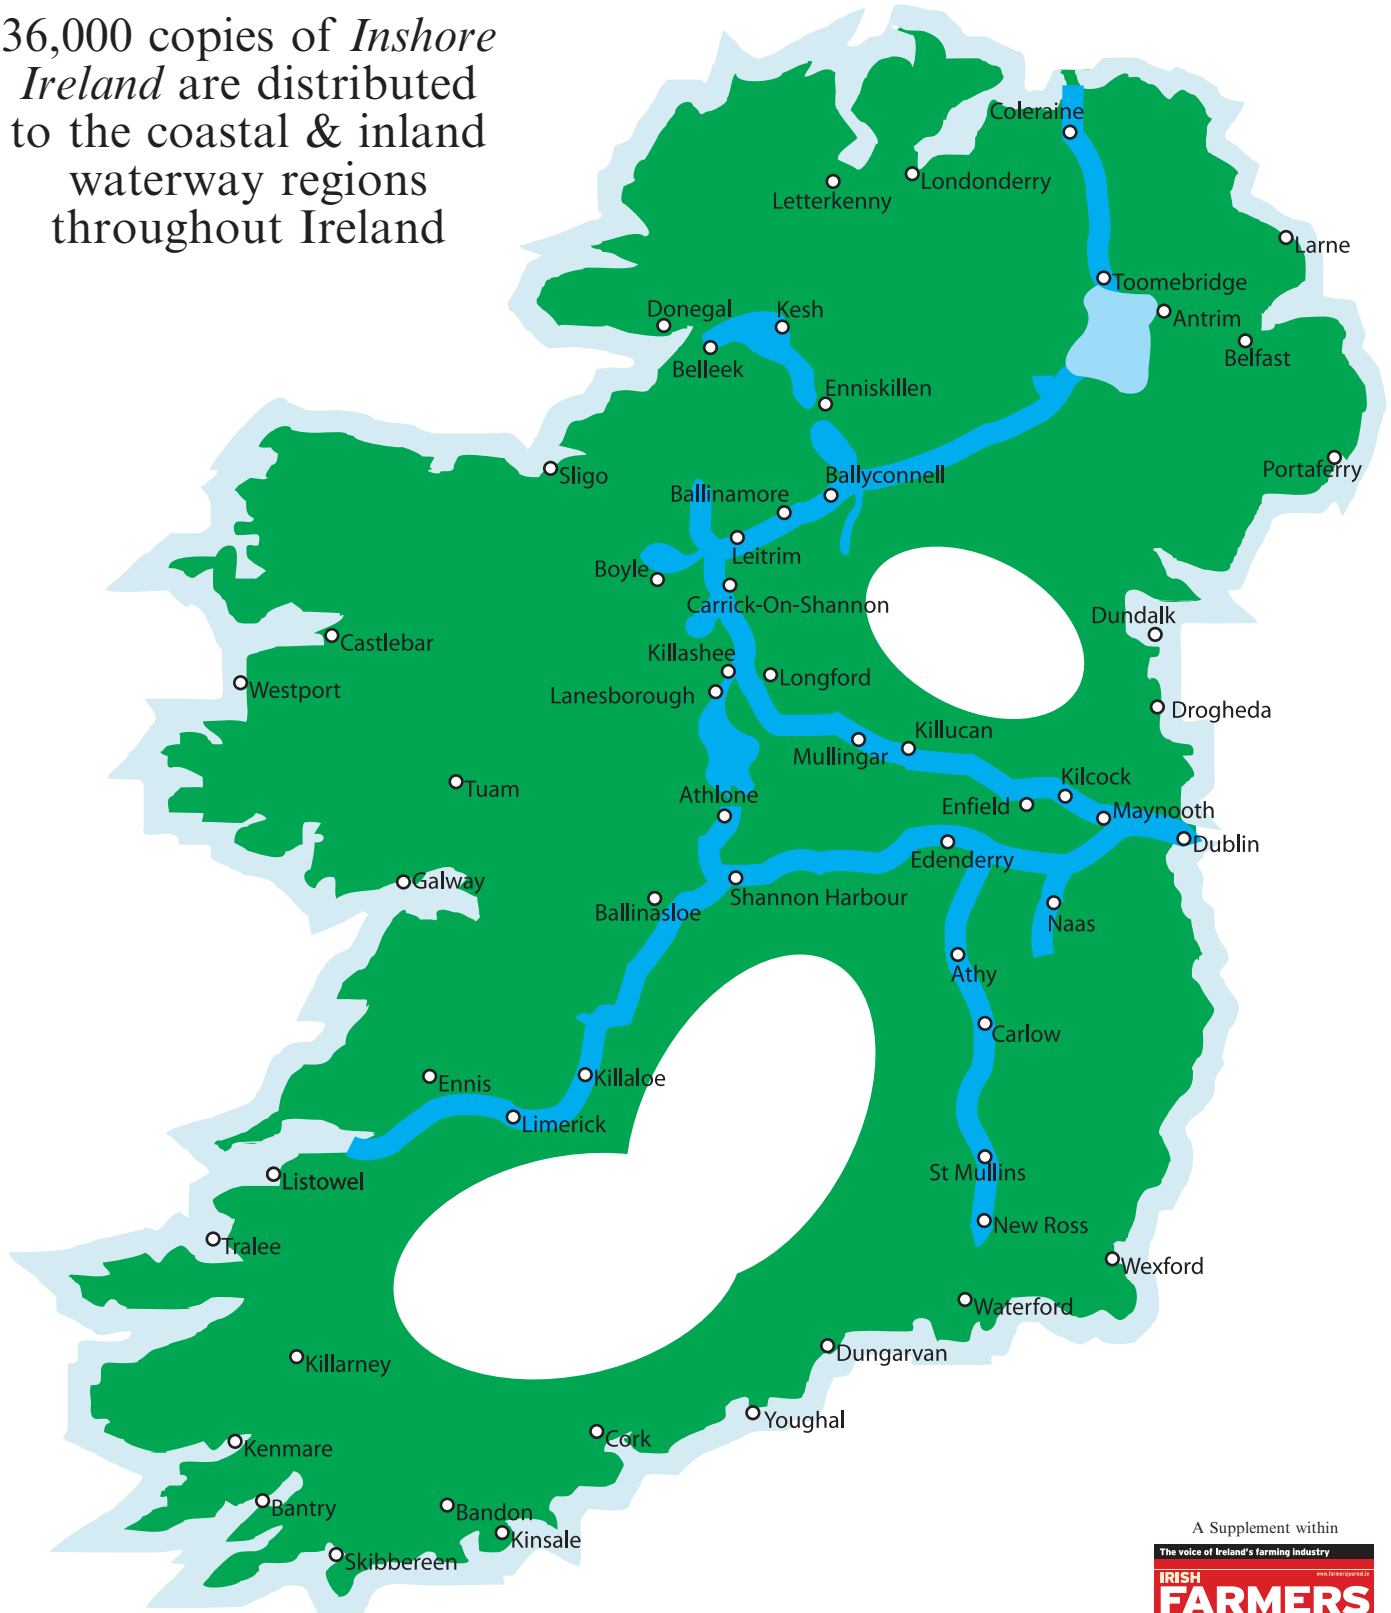 36,000 copies of Inshore
Ireland are distributed
to the coastal & inland
waterway regions
throughout Ireland
Coleraine
Londonderry
Letterkenny
Larne
Toomebridge
Donegal
Kesh
Antrim
Belfast
Belleek
Enniskillen
Portaferry
Sligo
Ballyconnell
Ballinamore
Leitrim
Boyle
Carrick-On-Shannon
Dundalk
Castlebar
Killashee
Longford
Westport
Lanesborough
Drogheda
Killucan
Mullingar
Kilcock
Tuam
Athlone
Enfield
Maynooth
Dublin
Edenderry
Galway
Shannon Harbour
Ballinasloe
Naas
Athy
Carlow
Ennis
Killaloe
Limerick
St Mullins
Listowel
New Ross
Tralee
Wexford
Waterford
Dungarvan
Killarney
Youghal
Cork
Kenmare
Bantry
Bandon
Kinsale
Skibbereen
A Supplement within
The voice of Ireland's farming industry
www.farmersjournal.ie
IRISH
FARMERS